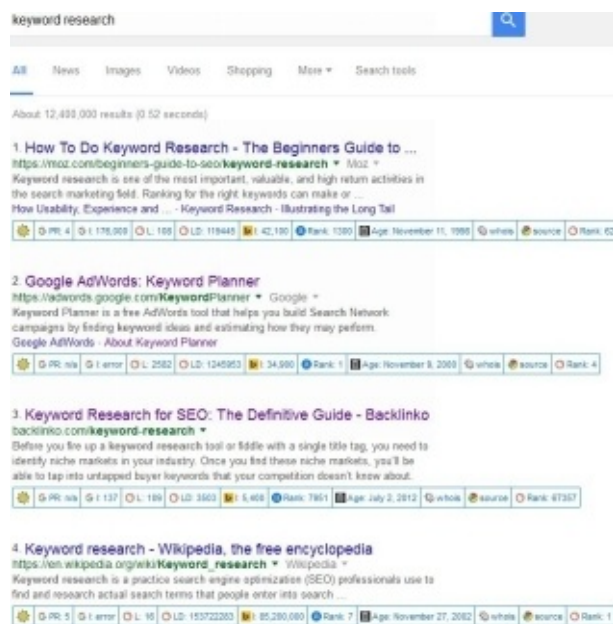 keyword research
All News Images Videos Shopping More Search tools
About 12,400,000 results (0.52 seconds)
1. How To Do Keyword Research - The Beginners Guide to ...
https://moz.com/beginners-guide-to-seo/keyword-research Moz
Keyword research is one of the most important, valuable, and high return activities in
the search marketing field. Ranking for the right keywords can make or ...
How Usability, Experience and ... - Keyword Research - Illustrating the Long Tail
PR: 4 I: 176,000 L: 108 LD: 119445 I: 42,100 Rank: 1300 Age: November 11, 1998 whois source Rank: 62
2. Google AdWords: Keyword Planner
https://adwords.google.com/KeywordPlanner Google
Keyword Planner is a free AdWords tool that helps you build Search Network
campaigns by finding keyword ideas and estimating how they may perform.
Google AdWords - About Keyword Planner
PR: n/a I: error L: 2582 LD: 1245953 I: 34,900 Rank: 1 Age: November 9, 2000 whois source Rank: 4
3. Keyword Research for SEO: The Definitive Guide - Backlinko
backlinko.com/keyword-research
Before you fire up a keyword research tool or fiddle with a single title tag, you need to
identify niche markets in your industry. Once you find these niche markets, you'll be
able to tap into untapped buyer keywords that your competition doesn't know about.
PR: n/a I: 137 L: 189 LD: 3503 I: 5,400 Rank: 7951 Age: July 2, 2012 whois source Rank: 67357
4. Keyword research - Wikipedia, the free encyclopedia
https://en.wikipedia.org/wiki/Keyword_research Wikipedia
Keyword research is a practice search engine optimization (SEO) professionals use to
find and research actual search terms that people enter into search ...
PR: 5 I: error L: 16 LD: 153722263 I: 85,200,000 Rank: 7 Age: November 27, 2002 whois source Rank: 1